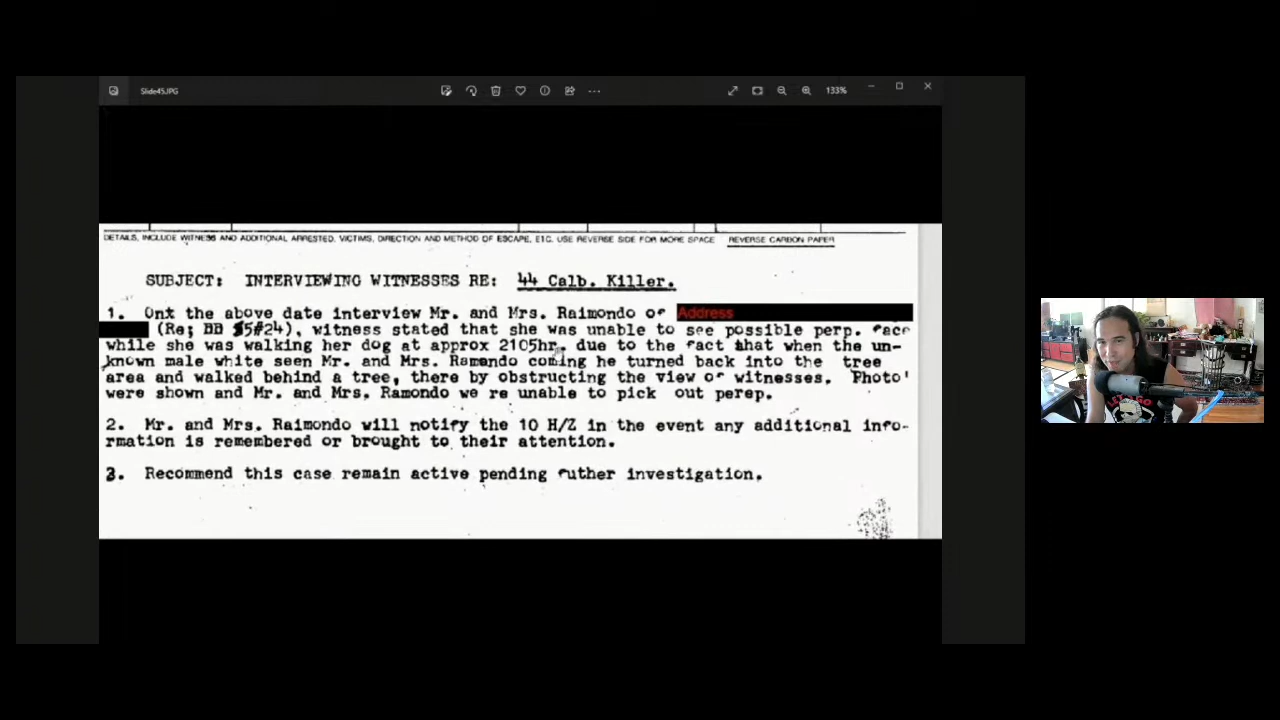 Slide45.JPG
133%
DETAILS, INCLUDE WITNESS AND ADDITIONAL ARRESTED, VICTIMS, DIRECTION AND METHOD OF ESCAPE, ETC. USE REVERSE SIDE FOR MORE SPACE REVERSE CARBON PAPER
SUBJECT: INTERVIEWING WITNESSES RE: 44 Calb. Killer.
1. Onx the above date interview Mr. and Mrs. Raimondo of Address
(Re; DD 5#24), witness stated that she was unable to see possible perp. face
while she was walking her dog at approx 2105hr, due to the fact that when the un-
known male white seen Mr. and Mrs. Ramondo coming he turned back into the tree
area and walked behind a tree, there by obstructing the view of witnesses. Photo'
were shown and Mr. and Mrs. Ramondo we re unable to pick out perep.
2. Mr. and Mrs. Raimondo will notify the 10 H/Z in the event any additional info-
rmation is remembered or brought to their attention.
3. Recommend this case remain active pending futher investigation.